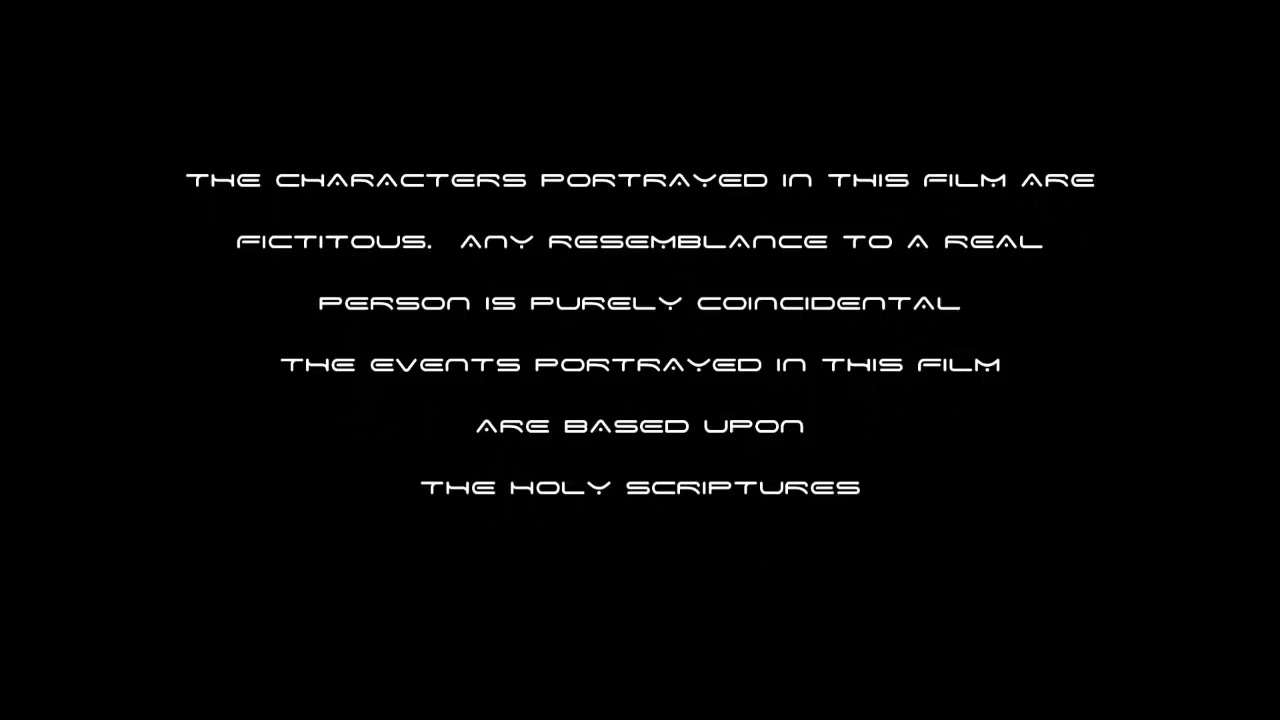 THE CHARACTERS PORTRAYED IN THIS FILM ARE
FICTITOUS. ANY RESEMBLANCE TO A REAL
PERSON IS PURELY COINCIDENTAL
THE EVENTS PORTRAYED IN THIS FILM
ARE BASED UPON
THE HOLY SCRIPTURES